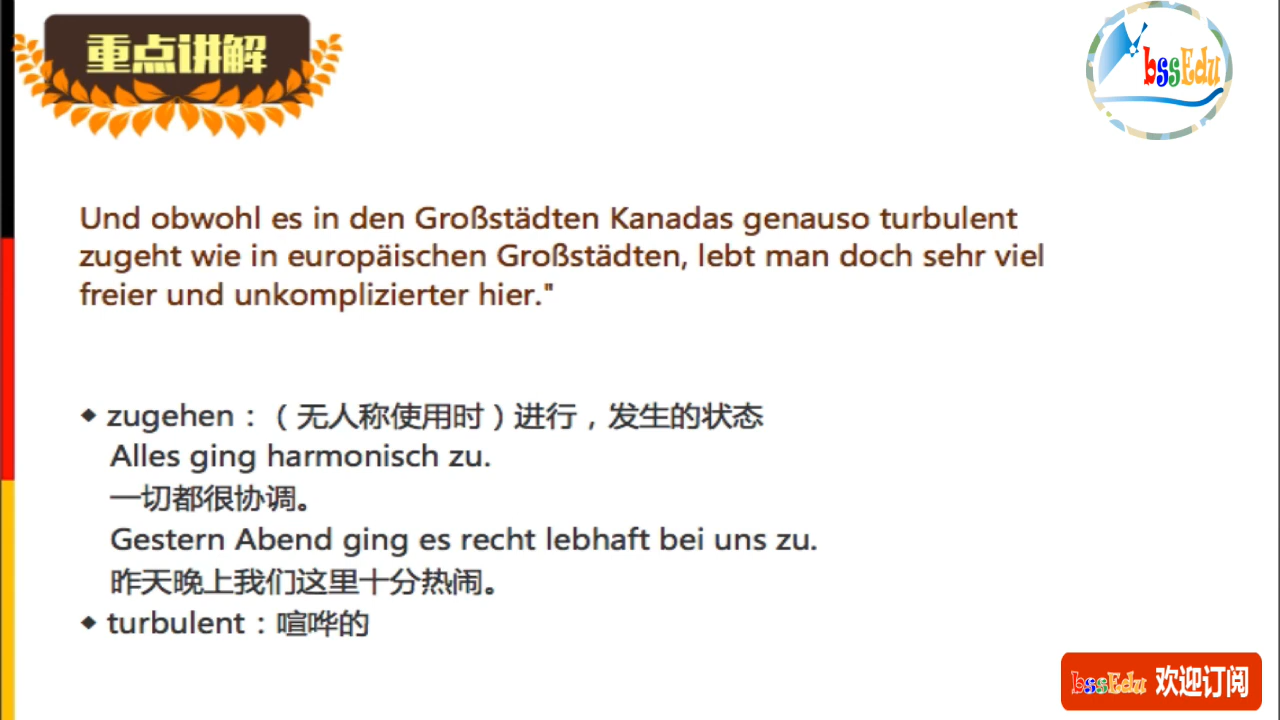 重点讲解
bssEdu
Und obwohl es in den Großstädten Kanadas genauso turbulent
zugeht wie in europäischen Großstädten, lebt man doch sehr viel
freier und unkomplizierter hier."
◆ zugehen：（无人称使用时）进行，发生的状态
Alles ging harmonisch zu.
一切都很协调。
Gestern Abend ging es recht lebhaft bei uns zu.
昨天晚上我们这里十分热闹。
◆ turbulent：喧哗的
bssEdu 欢迎订阅